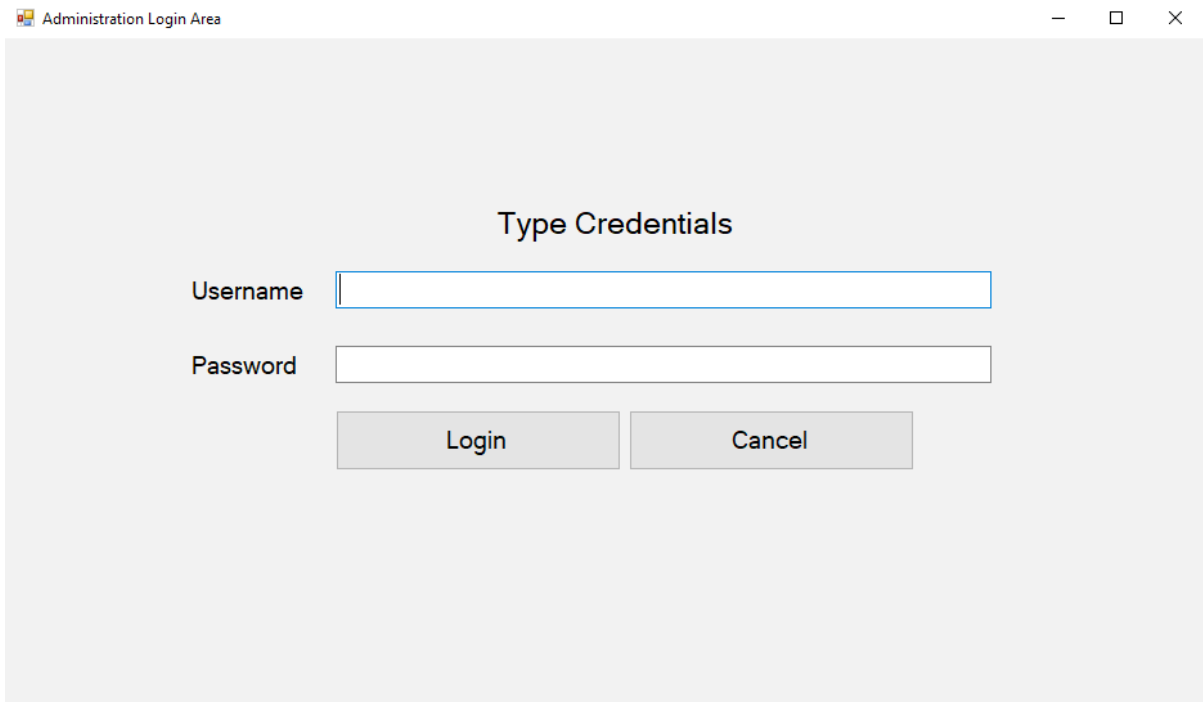 Administration Login Area
Type Credentials
Username
Password
Login Cancel